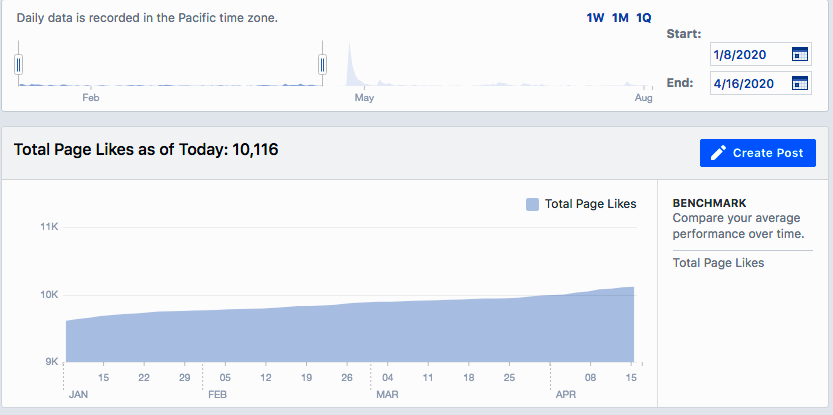 Daily data is recorded in the Pacific time zone.
1W 1M 1Q
Start:
1/8/2020
End:
4/16/2020
Feb May Aug
Total Page Likes as of Today: 10,116
Create Post
Total Page Likes
11K
10K
9K
15 22 29 05 12 19 26 04 11 18 25 08 15
JAN FEB MAR APR
BENCHMARK
Compare your average
performance over time.
Total Page Likes